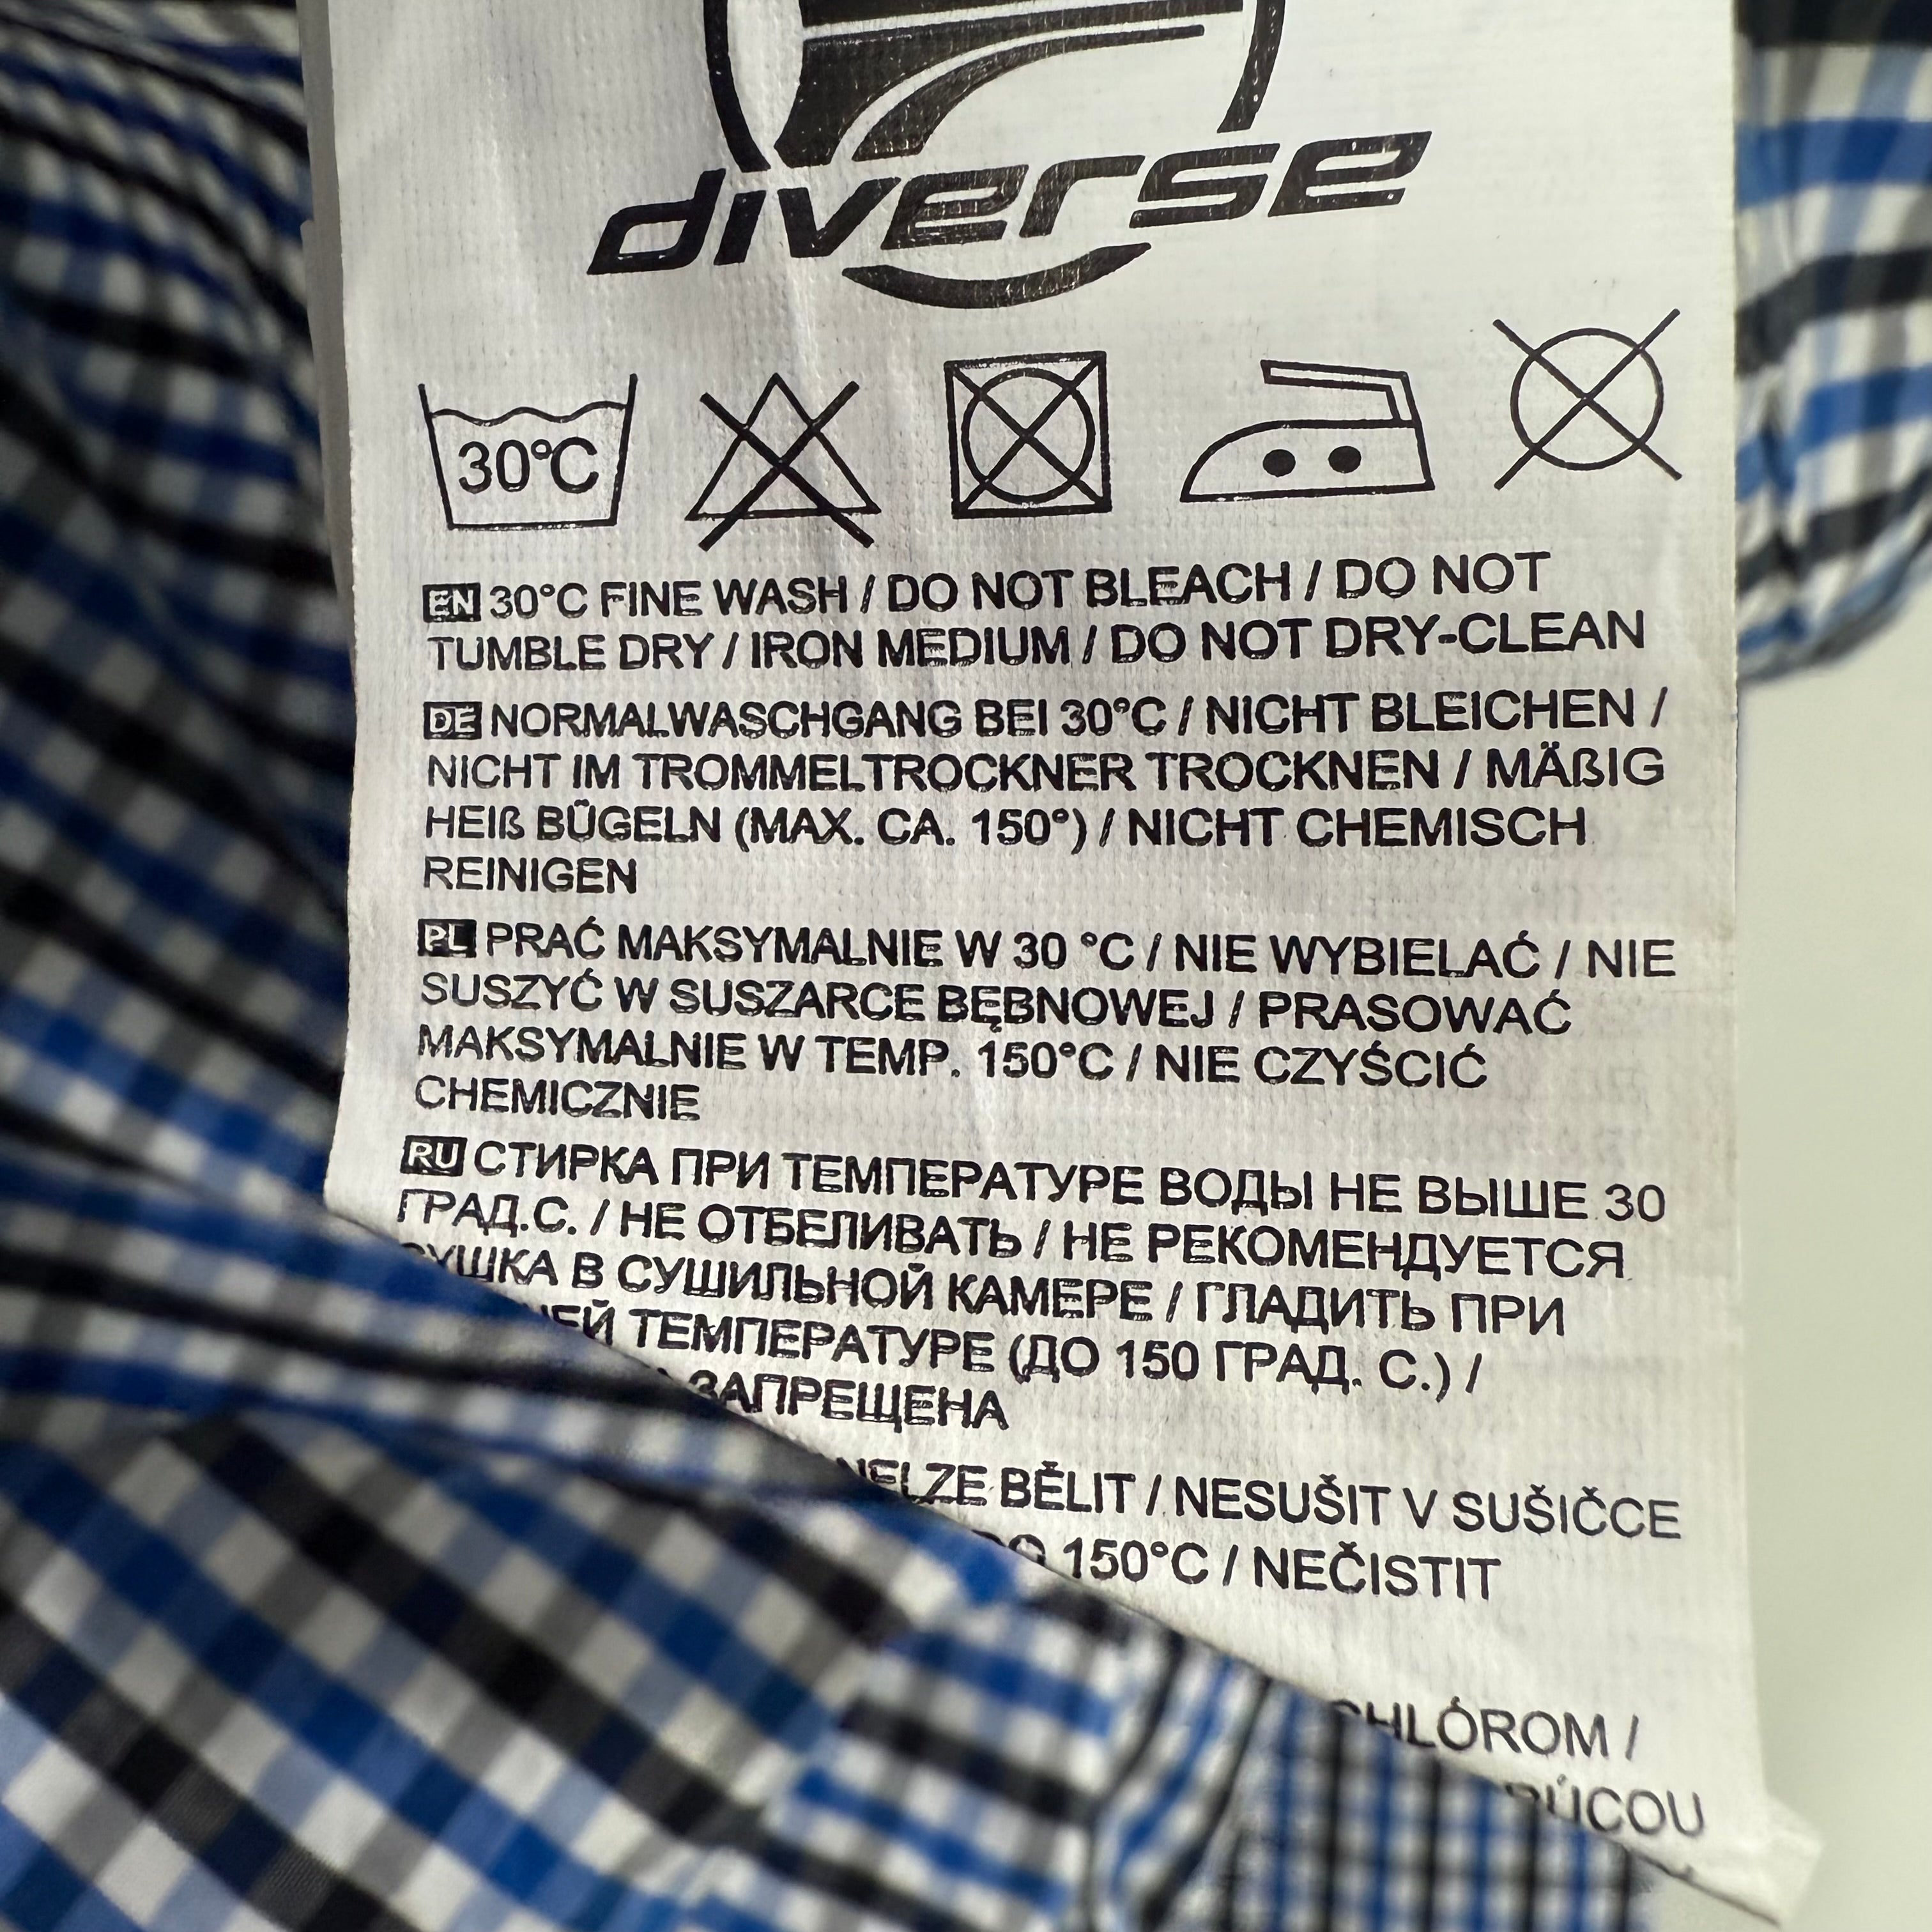 diverse
30°C
EN 30°C FINE WASH / DO NOT BLEACH / DO NOT
TUMBLE DRY / IRON MEDIUM / DO NOT DRY-CLEAN
DE NORMALWASCHGANG BEI 30°C / NICHT BLEICHEN /
NICHT IM TROMMELTROCKNER TROCKNEN / MÄßIG
HEIß BÜGELN (MAX. CA. 150°) / NICHT CHEMISCH
REINIGEN
PL PRAĆ MAKSYMALNIE W 30 °C / NIE WYBIELAĆ / NIE
SUSZYĆ W SUSZARCE BĘBNOWEJ / PRASOWAĆ
MAKSYMALNIE W TEMP. 150°C / NIE CZYŚCIĆ
CHEMICZNIE
RU СТИРКА ПРИ ТЕМПЕРАТУРЕ ВОДЫ НЕ ВЫШЕ 30
ГРАД.С. / НЕ ОТБЕЛИВАТЬ / НЕ РЕКОМЕНДУЕТСЯ
СУШКА В СУШИЛЬНОЙ КАМЕРЕ / ГЛАДИТЬ ПРИ
ТЕМПЕРАТУРЕ (ДО 150 ГРАД. С.) /
ЗАПРЕЩЕНА
NELZE BĚLIT / NESUŠIT V SUŠIČCE
150°C / NEČISTIT
CHLÓROM /